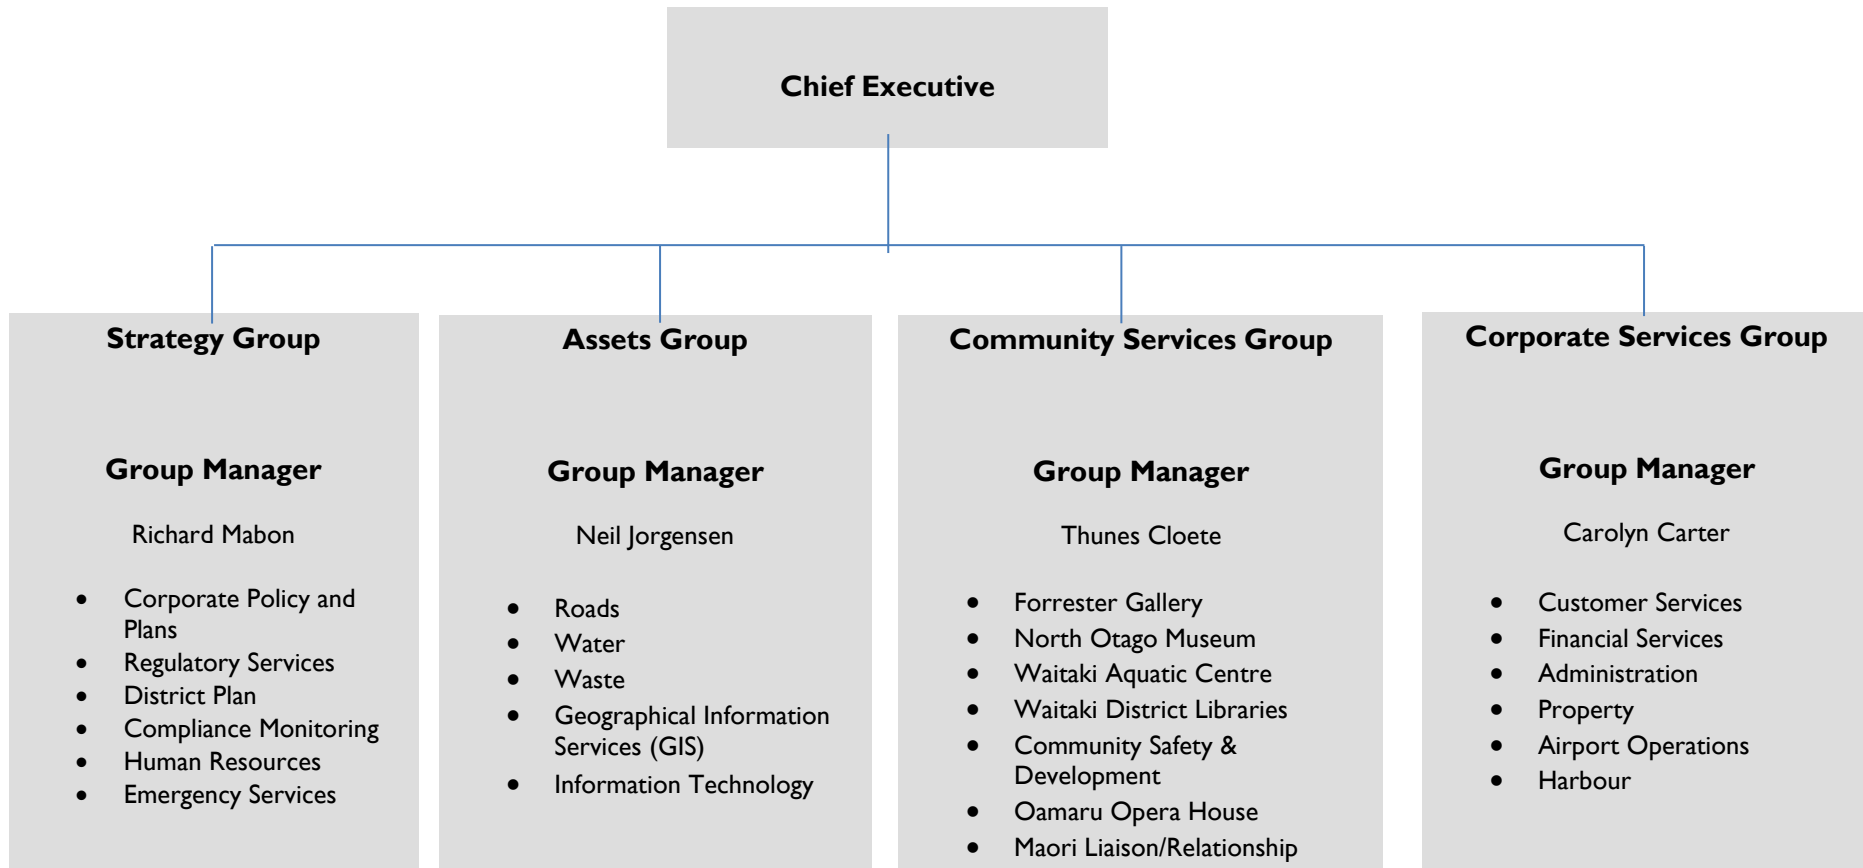 Chief Executive
Strategy Group
Group Manager
Richard Mabon
• Corporate Policy and
Plans
• Regulatory Services
• District Plan
• Compliance Monitoring
• Human Resources
• Emergency Services
Assets Group
Group Manager
Neil Jorgensen
• Roads
• Water
• Waste
• Geographical Information
Services (GIS)
• Information Technology
Community Services Group
Group Manager
Thunes Cloete
• Forrester Gallery
• North Otago Museum
• Waitaki Aquatic Centre
• Waitaki District Libraries
• Community Safety &
Development
• Oamaru Opera House
• Maori Liaison/Relationship
Corporate Services Group
Group Manager
Carolyn Carter
• Customer Services
• Financial Services
• Administration
• Property
• Airport Operations
• Harbour